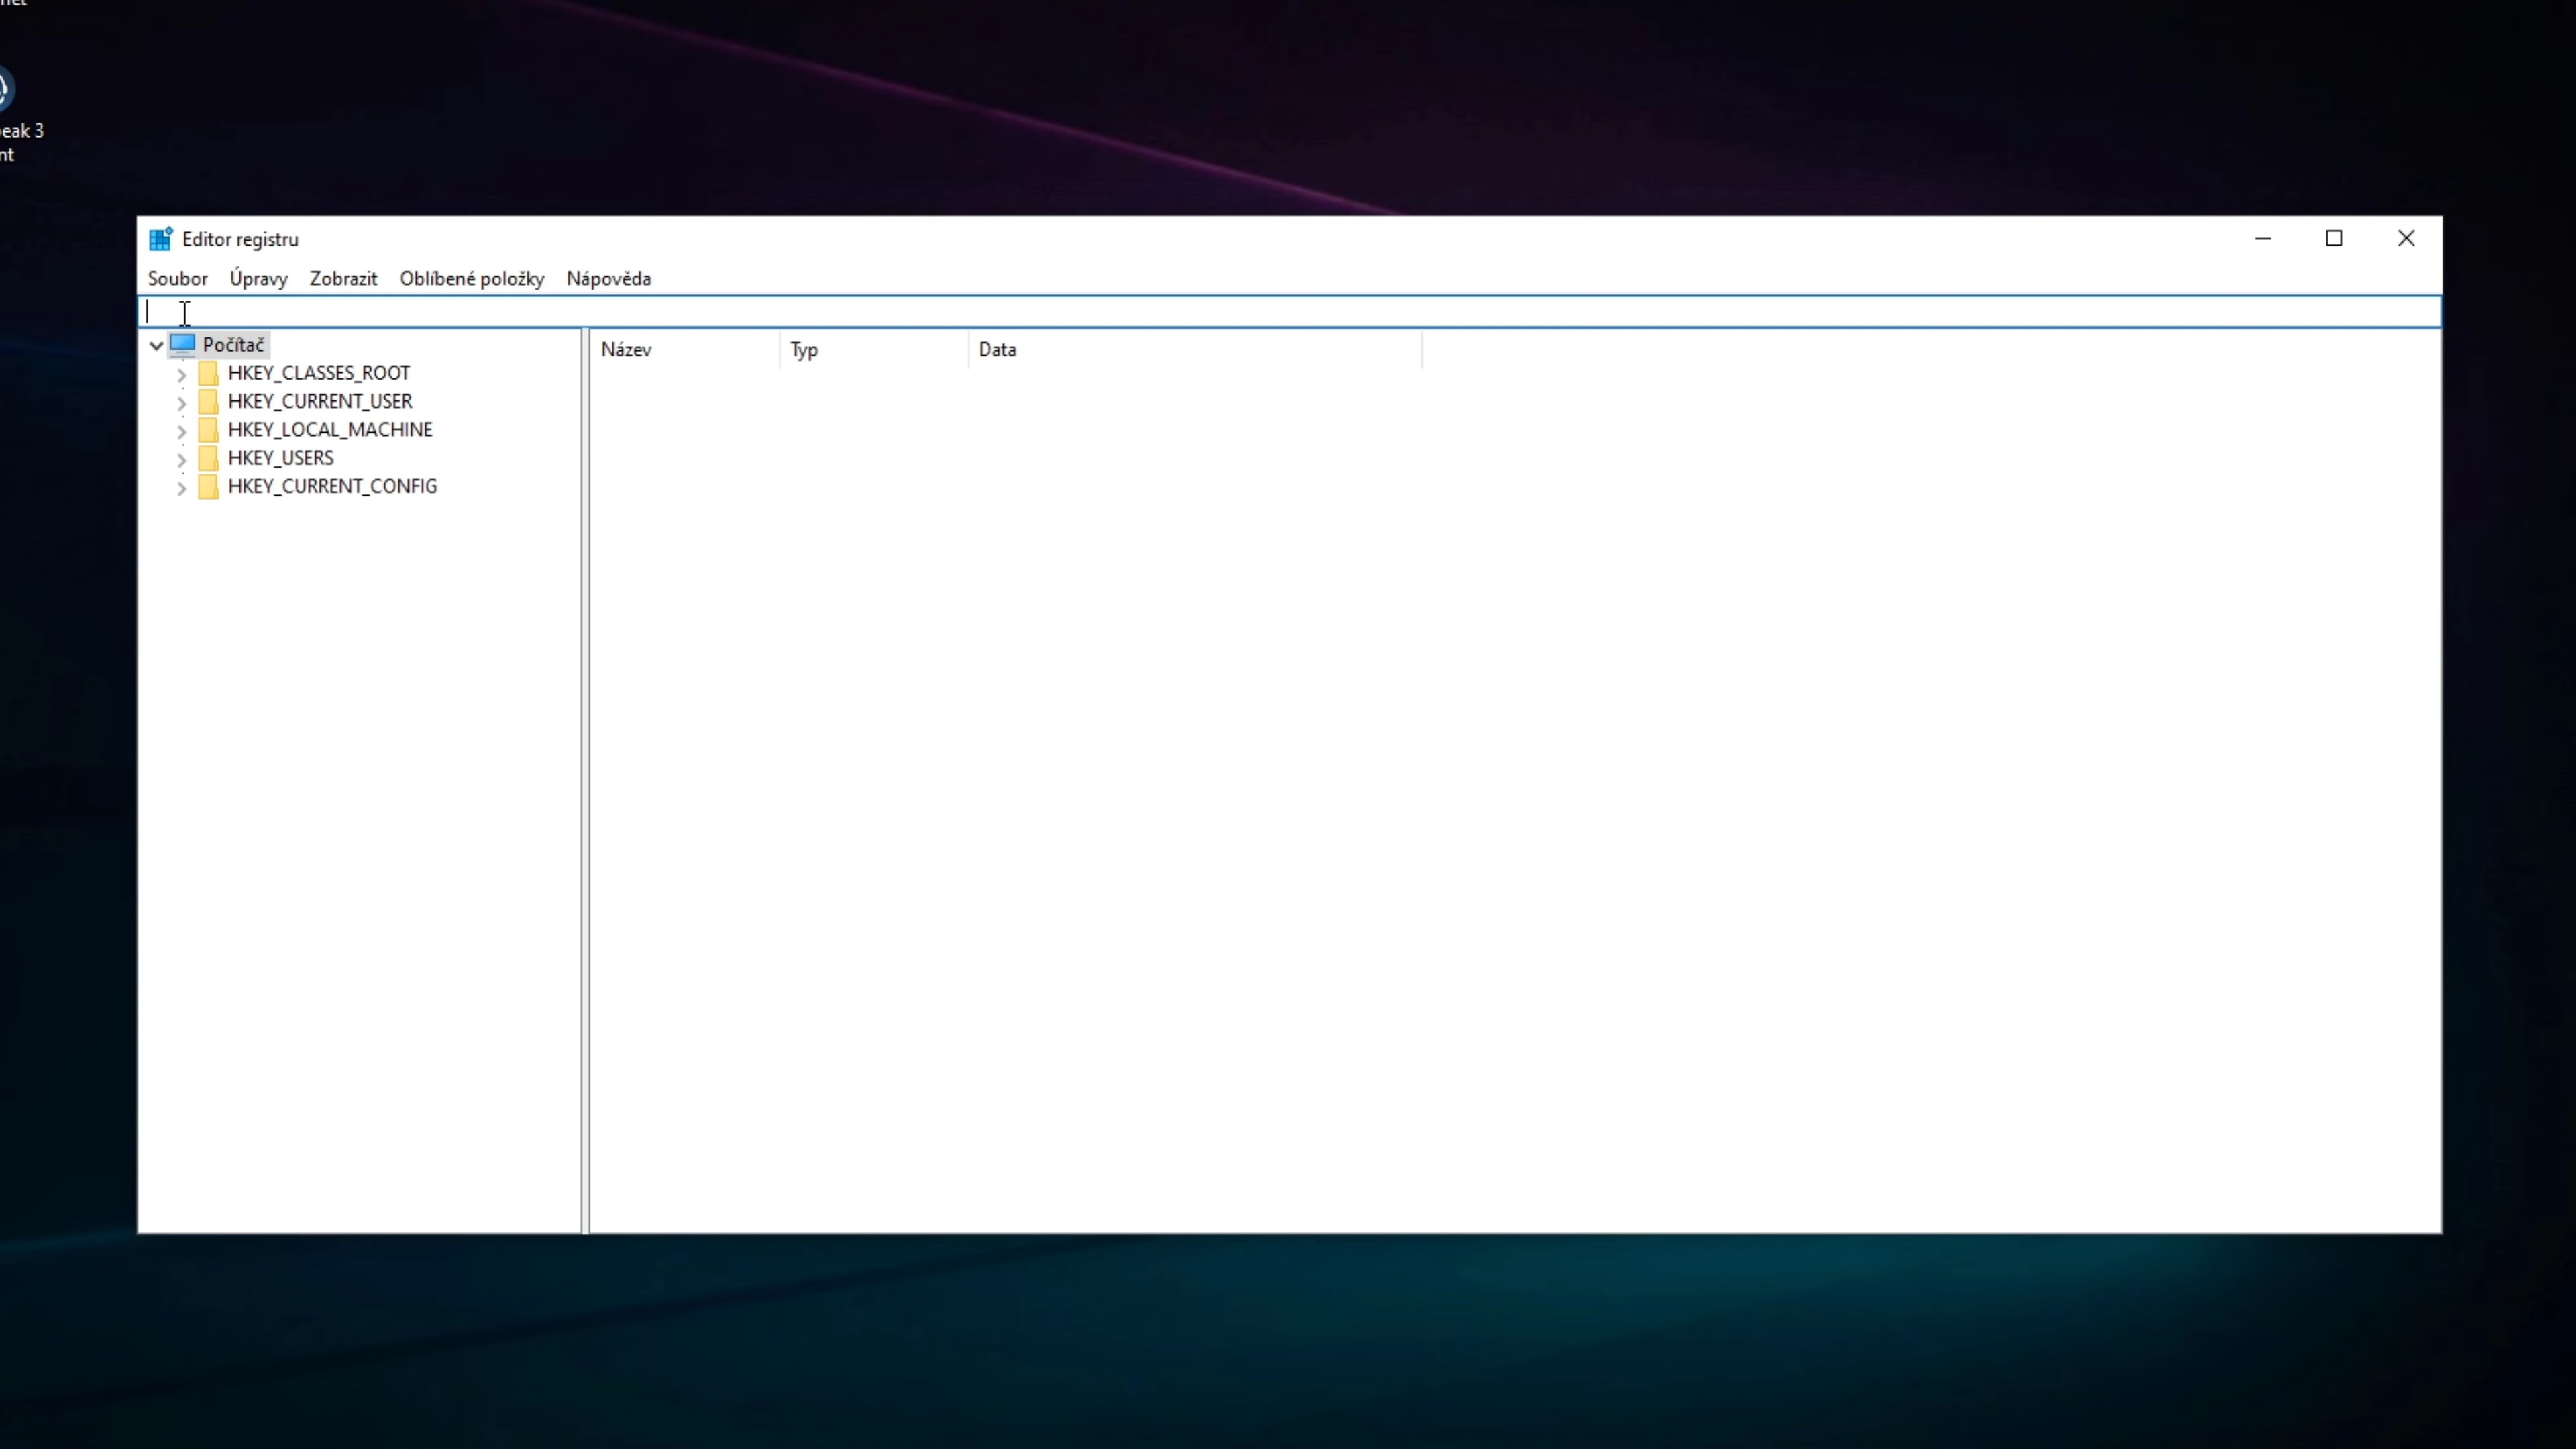 eak 3
nt
Editor registru
Soubor Úpravy Zobrazit Oblíbené položky Nápověda
Počítač
HKEY_CLASSES_ROOT
HKEY_CURRENT_USER
HKEY_LOCAL_MACHINE
HKEY_USERS
HKEY_CURRENT_CONFIG
Název Typ Data